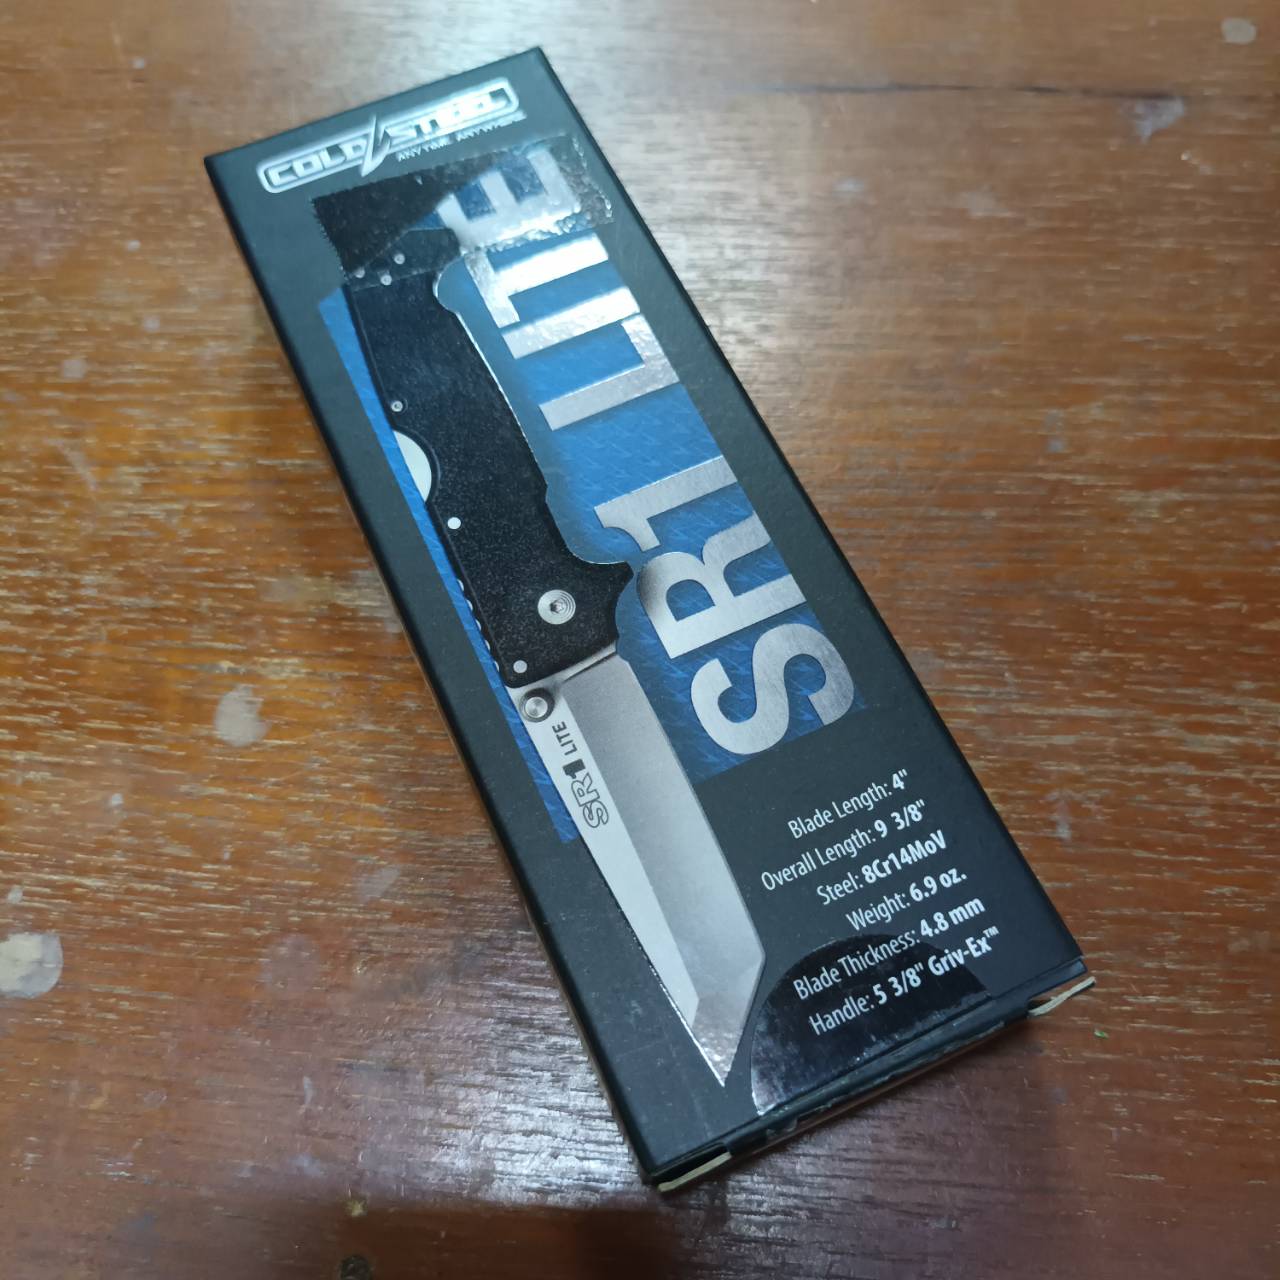 COLD STEEL
ANYTIME ANYWHERE
SR1 LITE
SR1 LITE
Blade Length: 4"
Overall Length: 9 3/8"
Steel: 8Cr14MoV
Weight: 6.9 oz.
Blade Thickness: 4.8 mm
Handle: 5 3/8" Griv-Ex™